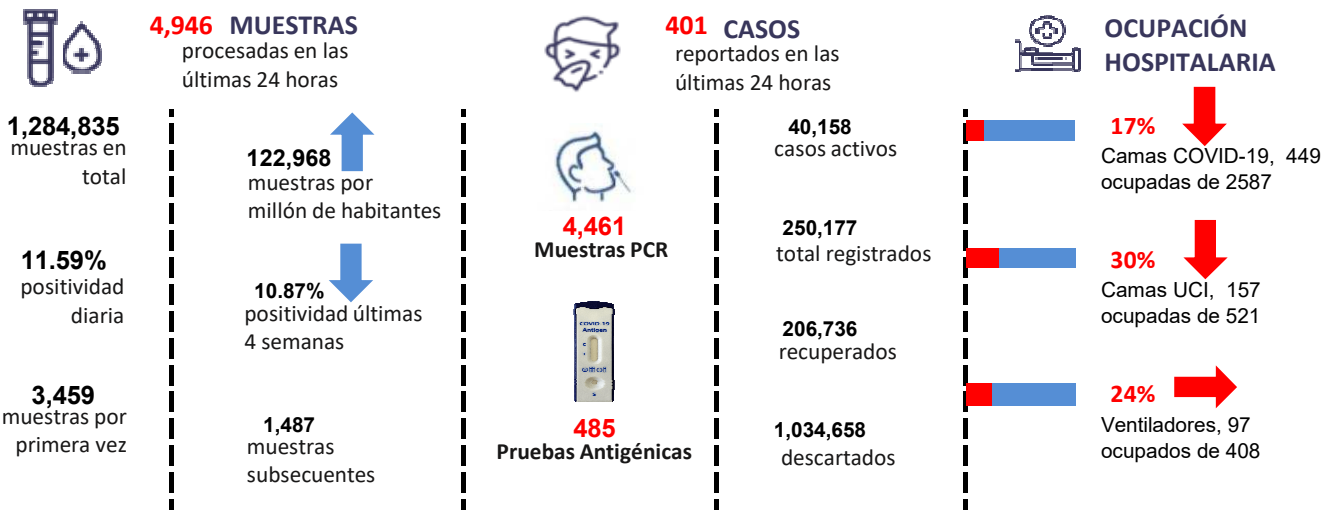 4,946 MUESTRAS
procesadas en las
últimas 24 horas
1,284,835
muestras en
total
11.59%
positividad
diaria
3,459
muestras por
primera vez
122,968
muestras por
millón de habitantes
10.87%
positividad últimas
4 semanas
1,487
muestras
subsecuentes
401 CASOS
reportados en las
últimas 24 horas
4,461
Muestras PCR
COVID-19
Antigen
C
485
Pruebas Antigénicas
40,158
casos activos
250,177
total registrados
206,736
recuperados
1,034,658
descartados
OCUPACIÓN
HOSPITALARIA
17%
Camas COVID-19, 449
ocupadas de 2587
30%
Camas UCI, 157
ocupadas de 521
24%
Ventiladores, 97
ocupados de 408